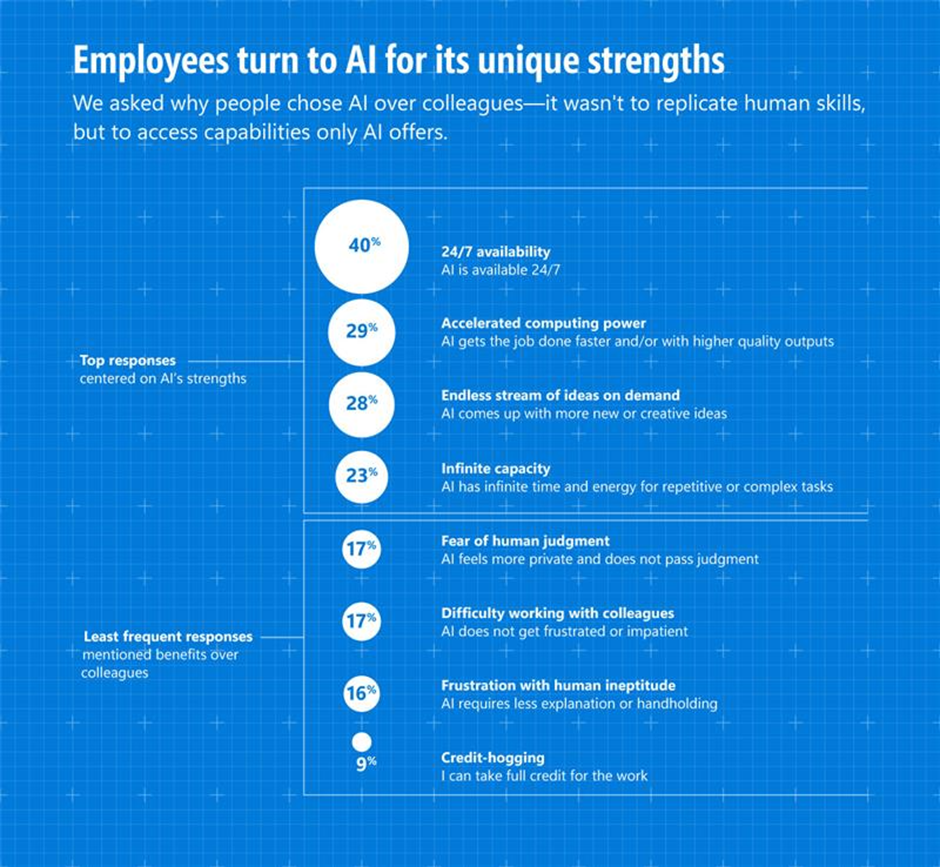 Employees turn to AI for its unique strengths
We asked why people chose AI over colleagues—it wasn't to replicate human skills,
but to access capabilities only AI offers.
Top responses
centered on AI's strengths
40%
24/7 availability
AI is available 24/7
29%
Accelerated computing power
AI gets the job done faster and/or with higher quality outputs
28%
Endless stream of ideas on demand
AI comes up with more new or creative ideas
23%
Infinite capacity
AI has infinite time and energy for repetitive or complex tasks
Least frequent responses
mentioned benefits over
colleagues
17%
Fear of human judgment
AI feels more private and does not pass judgment
17%
Difficulty working with colleagues
AI does not get frustrated or impatient
16%
Frustration with human ineptitude
AI requires less explanation or handholding
9%
Credit-hogging
I can take full credit for the work